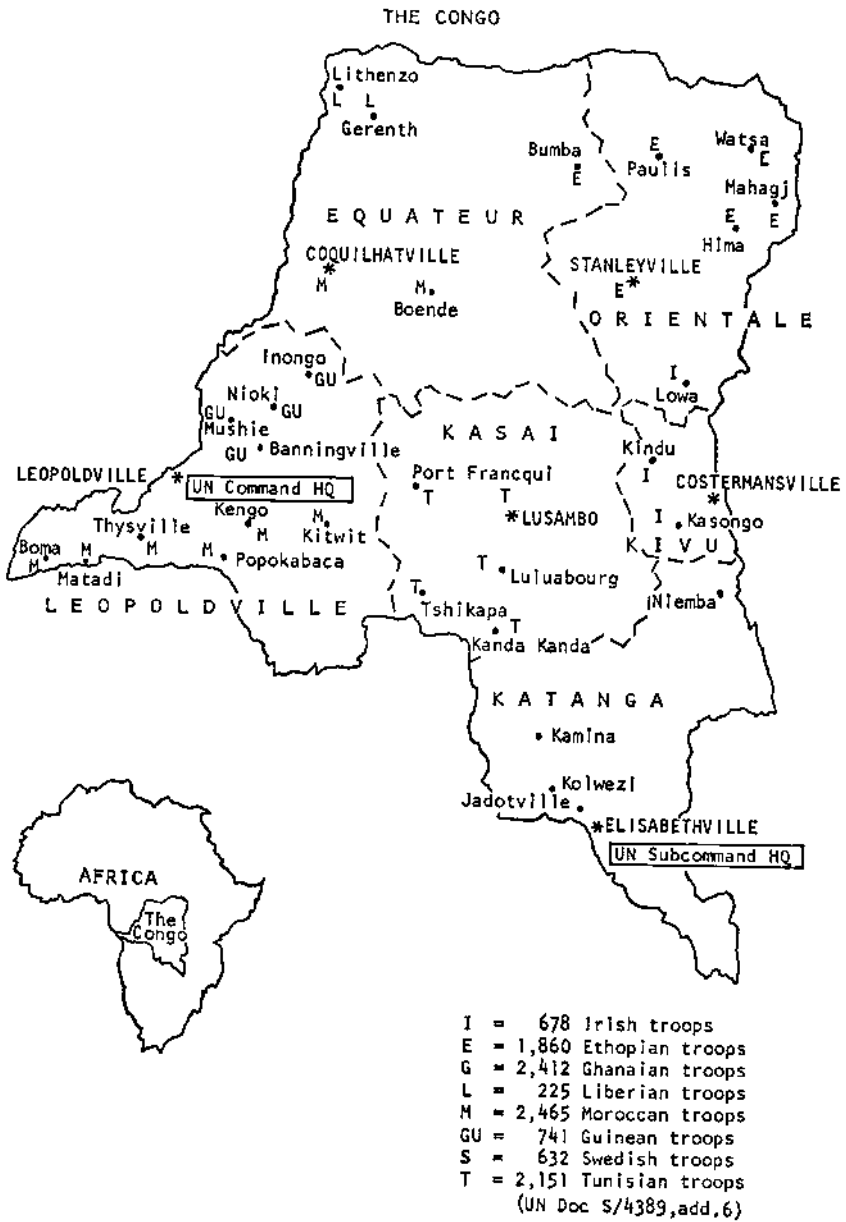 THE CONGO
Lithenzo
L L
Gerenth
Bumba
E
E
Paulis
Watsa
E
Mahagj
E
E
Hima
EQUATEUR
COQUILHATVILLE
*
M
M
Boende
STANLEYVILLE
*
E
ORIENTALE
Inongo
GU
Nioki
GU
GU
Mushie
GU
Banningville
I
Lowa
KASAI
Kindu
I
LEOPOLDVILLE
*
UN Command HQ
Port Francqui
T
T
*LUSAMBO
COSTERMANSVILLE
*
I
Kasongo
KIVU
Kengo
M
M
Kitwit
Thysville
M
Boma
M
M
Matadi
M
Popokabaca
LEOPOLDVILLE
T
Luluabourg
T
Tshikapa
T
Kanda Kanda
Niemba
KATANGA
Kamina
Kolwezi
Jadotville
*ELISABETHVILLE
UN Subcommand HQ
AFRICA
The
Congo
I = 678 Irish troops
E = 1,860 Ethopian troops
G = 2,412 Ghanaian troops
L = 225 Liberian troops
M = 2,465 Moroccan troops
GU = 741 Guinean troops
S = 632 Swedish troops
T = 2,151 Tunisian troops
(UN Doc S/4389,add,6)